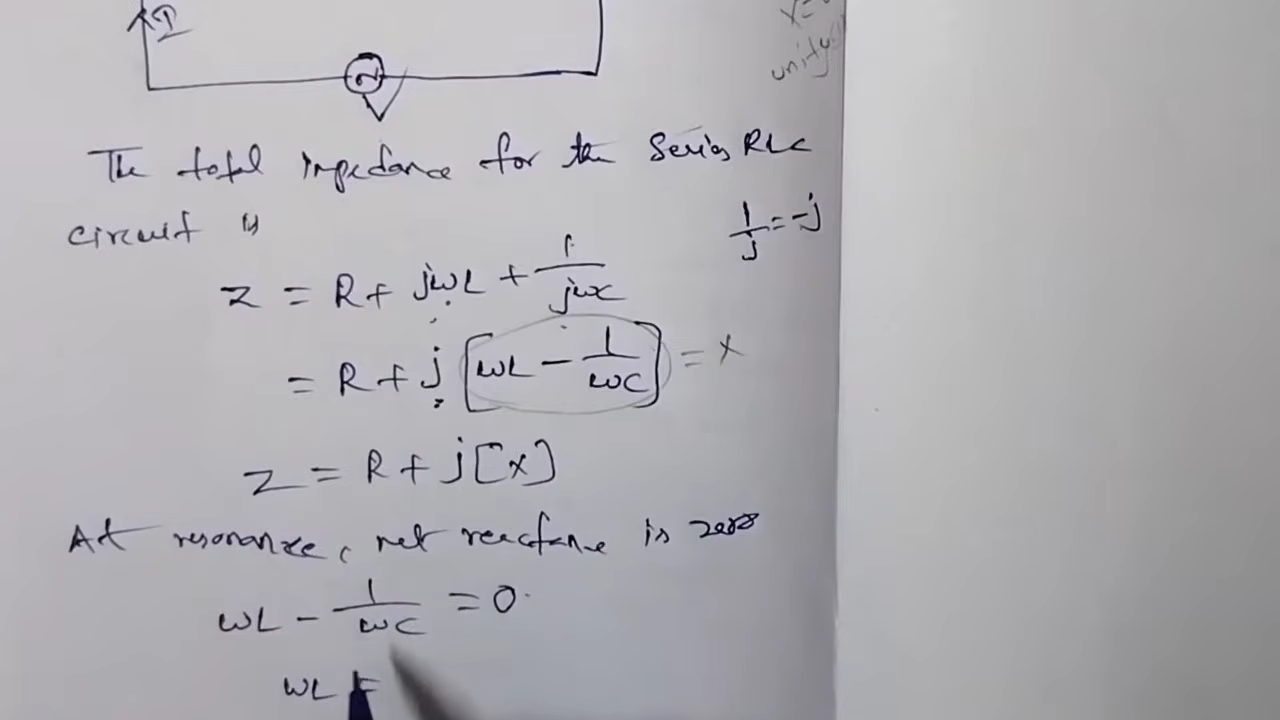 I
x=
unity
~
V
The total impedance for the Series RLC
circuit is
1/j = -j
z = R + jωL + 1/jωc
= R + j [ωL - 1/ωC] = x
z = R + j[x]
At resonance, net reactance is zero
ωL - 1/ωC = 0
ωL =